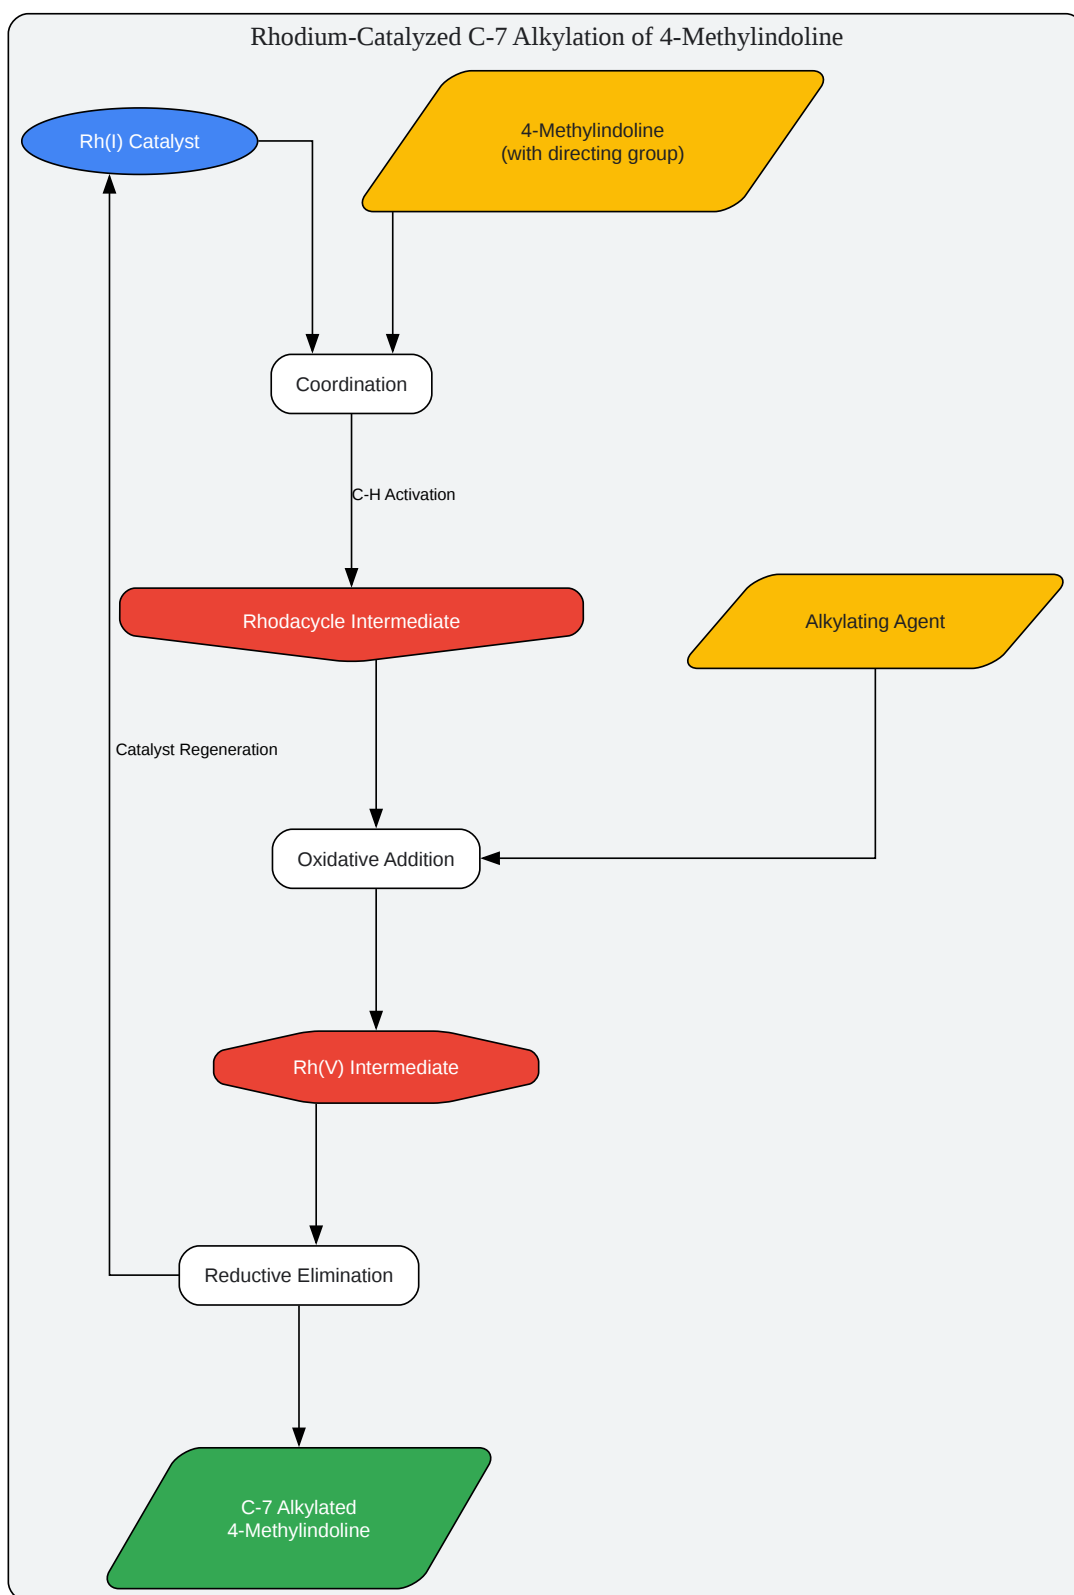 Rhodium-Catalyzed C-7 Alkylation of 4-Methylindoline
Rh(I) Catalyst
4-Methylindoline
(with directing group)
Coordination
C-H Activation
Rhodacycle Intermediate
Alkylating Agent
Catalyst Regeneration
Oxidative Addition
Rh(V) Intermediate
Reductive Elimination
C-7 Alkylated
4-Methylindoline